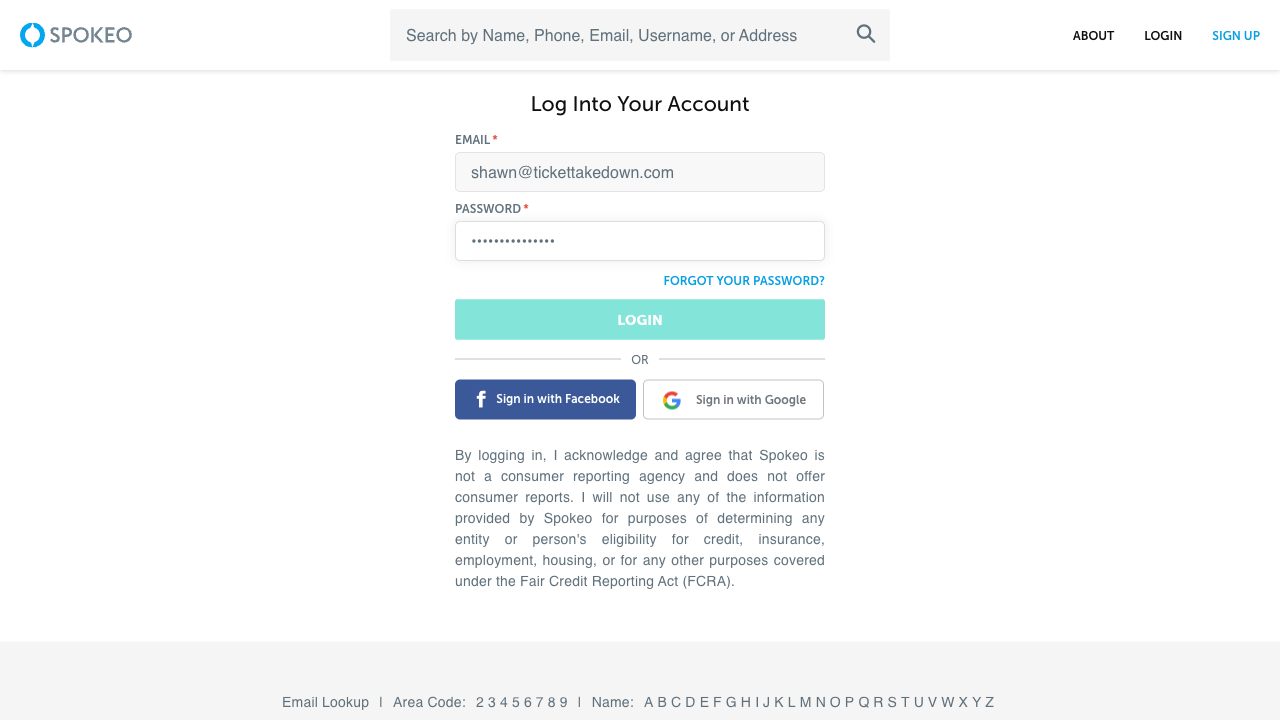 SPOKEO
Search by Name, Phone, Email, Username, or Address
ABOUT
LOGIN
SIGN UP
Log Into Your Account
EMAIL *
shawn@tickettakedown.com
PASSWORD *
•••••••••••••••
FORGOT YOUR PASSWORD?
LOGIN
OR
Sign in with Facebook
Sign in with Google
By logging in, I acknowledge and agree that Spokeo is
not a consumer reporting agency and does not offer
consumer reports. I will not use any of the information
provided by Spokeo for purposes of determining any
entity or person's eligibility for credit, insurance,
employment, housing, or for any other purposes covered
under the Fair Credit Reporting Act (FCRA).
Email Lookup | Area Code: 2 3 4 5 6 7 8 9 | Name: A B C D E F G H I J K L M N O P Q R S T U V W X Y Z